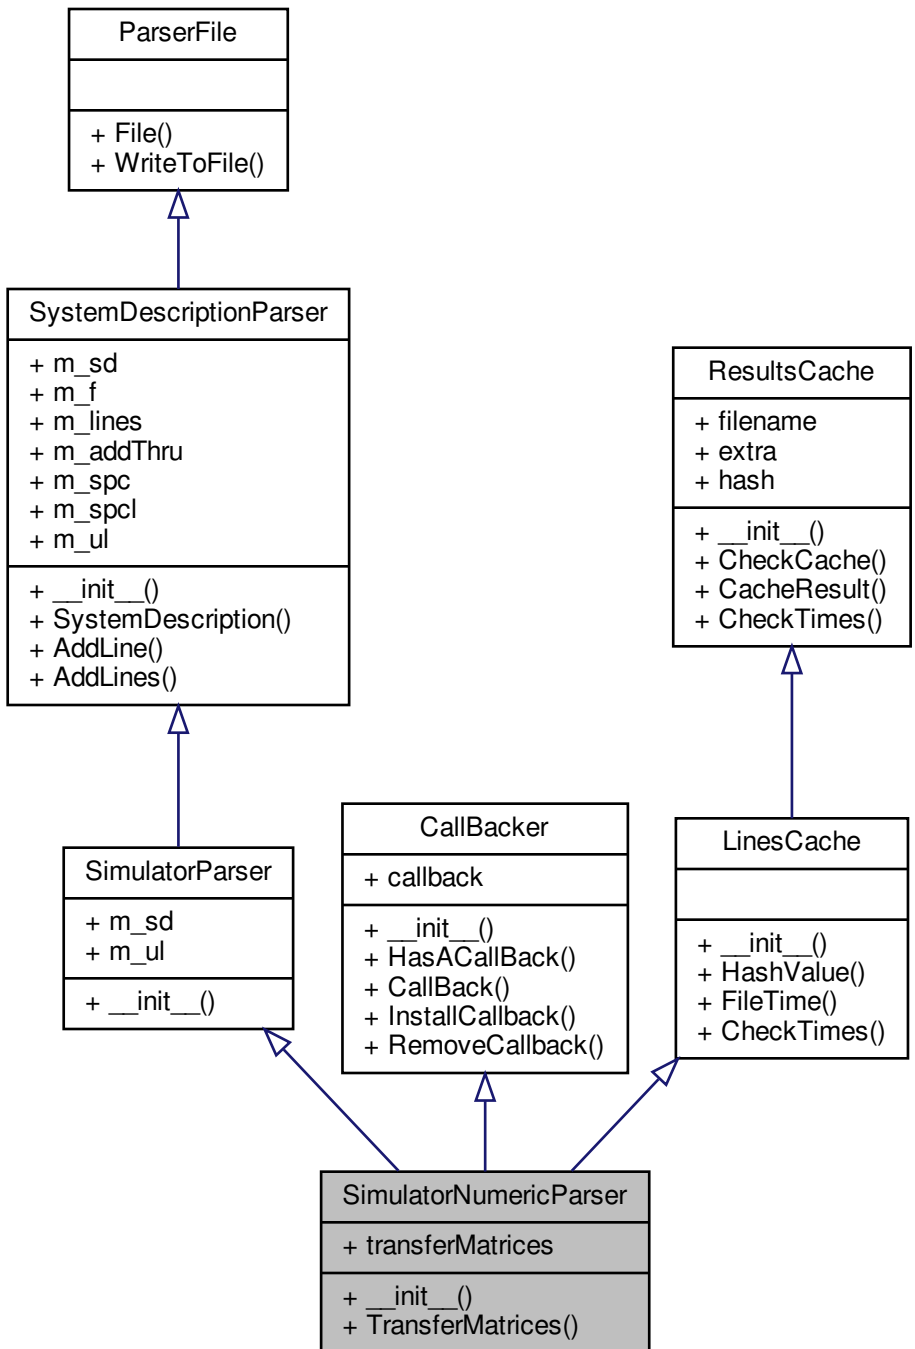 ParserFile
+ File()
+ WriteToFile()
SystemDescriptionParser
+ m_sd
+ m_f
+ m_lines
+ m_addThru
+ m_spc
+ m_spcl
+ m_ul
+ __init__()
+ SystemDescription()
+ AddLine()
+ AddLines()
ResultsCache
+ filename
+ extra
+ hash
+ __init__()
+ CheckCache()
+ CacheResult()
+ CheckTimes()
SimulatorParser
+ m_sd
+ m_ul
+ __init__()
CallBacker
+ callback
+ __init__()
+ HasACallBack()
+ CallBack()
+ InstallCallback()
+ RemoveCallback()
LinesCache
+ __init__()
+ HashValue()
+ FileTime()
+ CheckTimes()
SimulatorNumericParser
+ transferMatrices
+ __init__()
+ TransferMatrices()